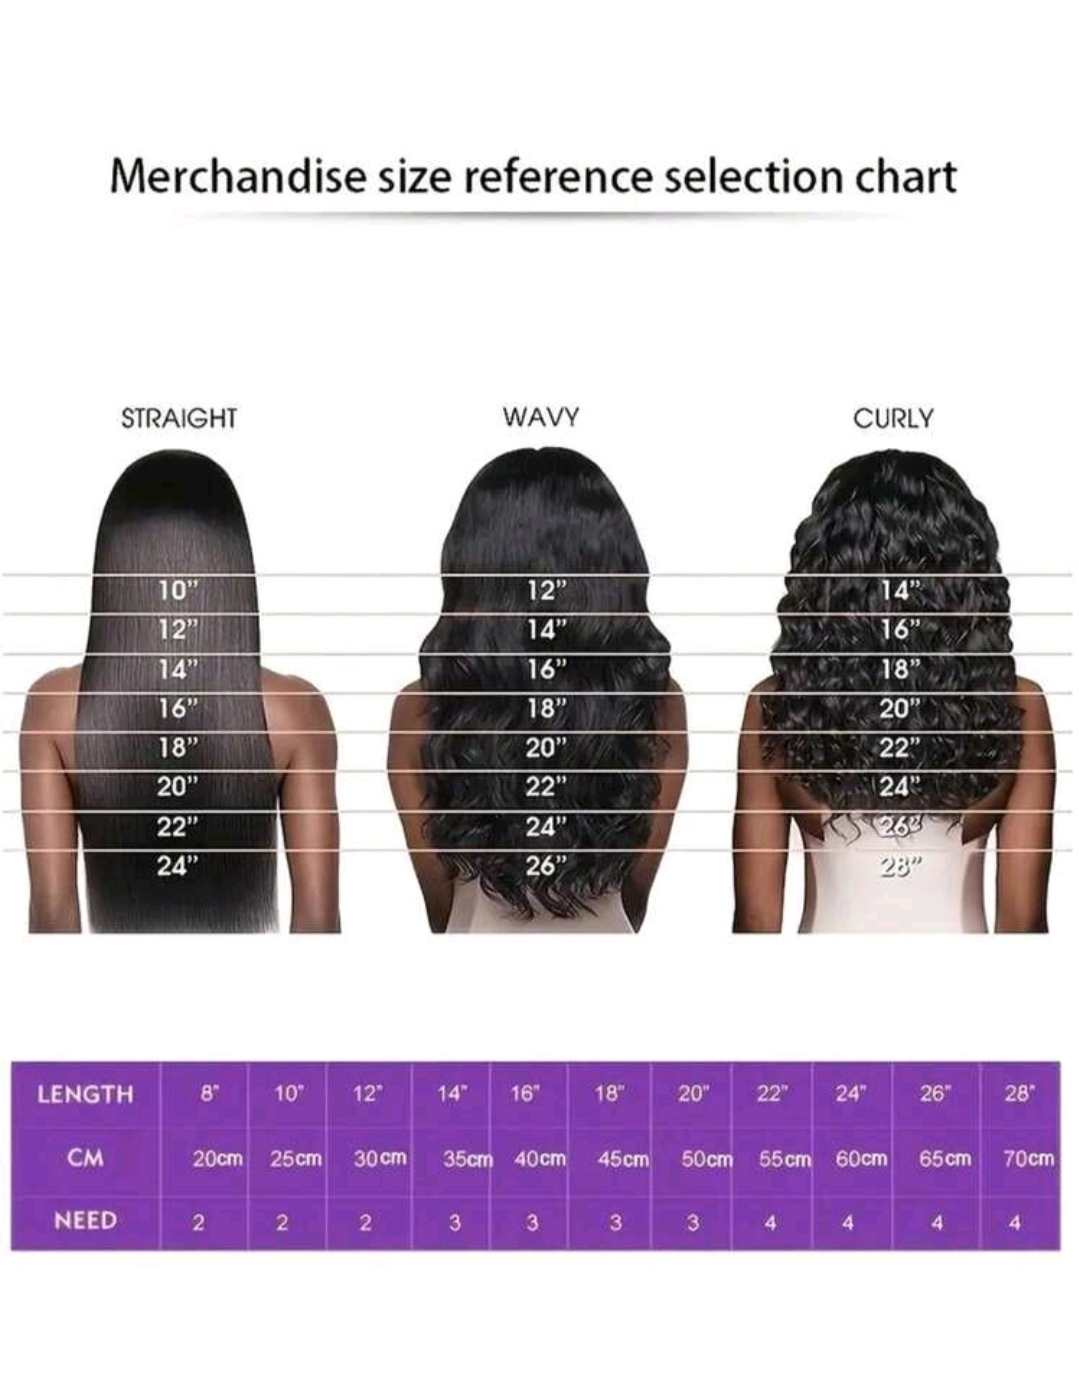 Merchandise size reference selection chart
STRAIGHT WAVY CURLY
10” 12” 14”
12” 14” 16”
14” 16” 18”
16” 18” 20”
18” 20” 22”
20” 22” 24”
22” 24” 26”
24” 26” 28”
LENGTH 8” 10” 12” 14” 16” 18” 20” 22” 24” 26” 28”
CM 20cm 25cm 30cm 35cm 40cm 45cm 50cm 55cm 60cm 65cm 70cm
NEED 2 2 2 3 3 3 3 4 4 4 4